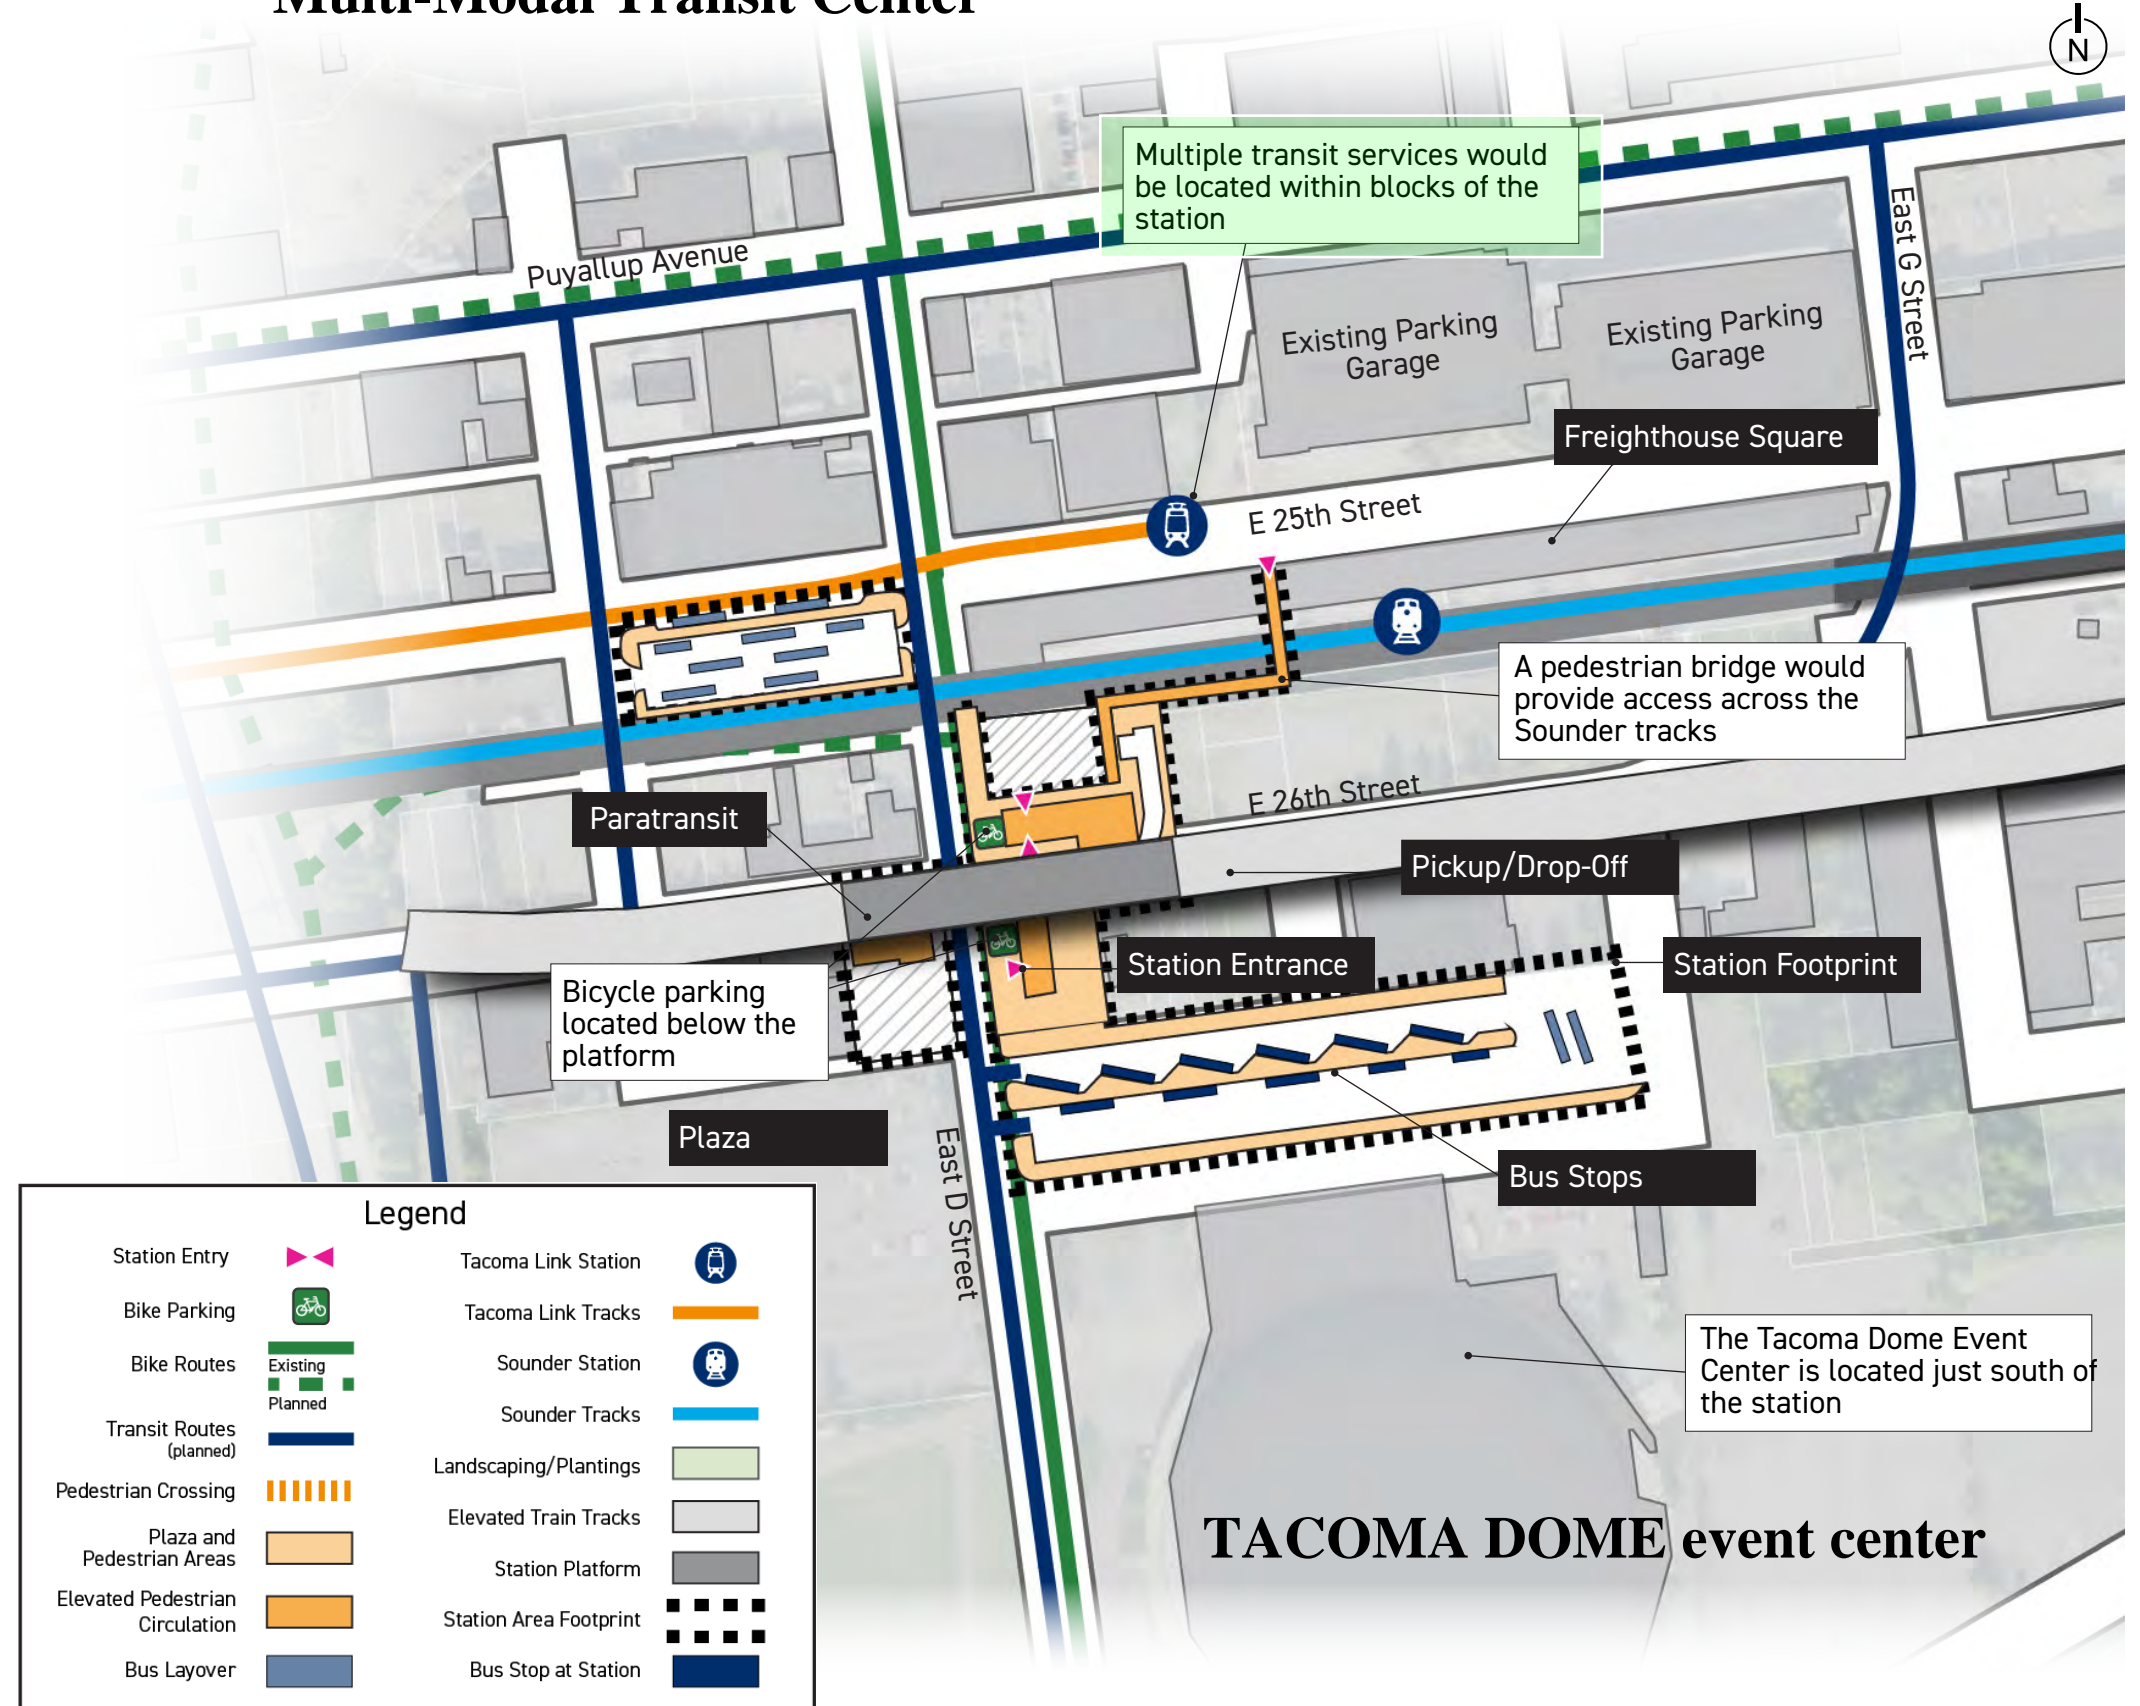 Multi-Modal Transit Center
N
Multiple transit services would
be located within blocks of the
station
Puyallup Avenue
East G Street
Existing Parking
Garage
Existing Parking
Garage
Freighthouse Square
E 25th Street
A pedestrian bridge would
provide access across the
Sounder tracks
E 26th Street
Paratransit
Pickup/Drop-Off
Station Entrance
Station Footprint
Bicycle parking
located below the
platform
Plaza
East D Street
Bus Stops
The Tacoma Dome Event
Center is located just south of
the station
TACOMA DOME event center
Legend
Station Entry
Bike Parking
Bike Routes
Existing
Planned
Transit Routes
(planned)
Pedestrian Crossing
Plaza and
Pedestrian Areas
Elevated Pedestrian
Circulation
Bus Layover
Tacoma Link Station
Tacoma Link Tracks
Sounder Station
Sounder Tracks
Landscaping/Plantings
Elevated Train Tracks
Station Platform
Station Area Footprint
Bus Stop at Station